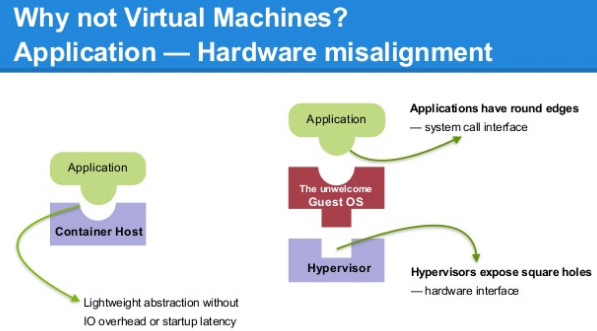 Why not Virtual Machines?
Application — Hardware misalignment
Application
Container Host
Lightweight abstraction without
IO overhead or startup latency
Application
The unwelcome
Guest OS
Hypervisor
Applications have round edges
— system call interface
Hypervisors expose square holes
— hardware interface